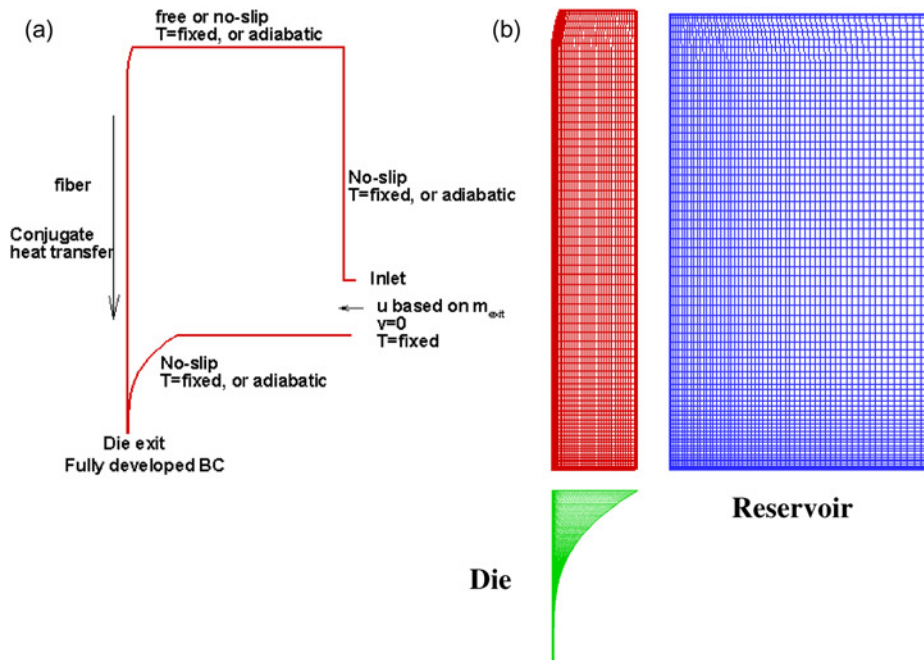 (a)
free or no-slip
T=fixed, or adiabatic
fiber
Conjugate
heat transfer
No-slip
T=fixed, or adiabatic
Inlet
u based on m_exit
v=0
T=fixed
No-slip
T=fixed, or adiabatic
Die exit
Fully developed BC
(b)
Reservoir
Die